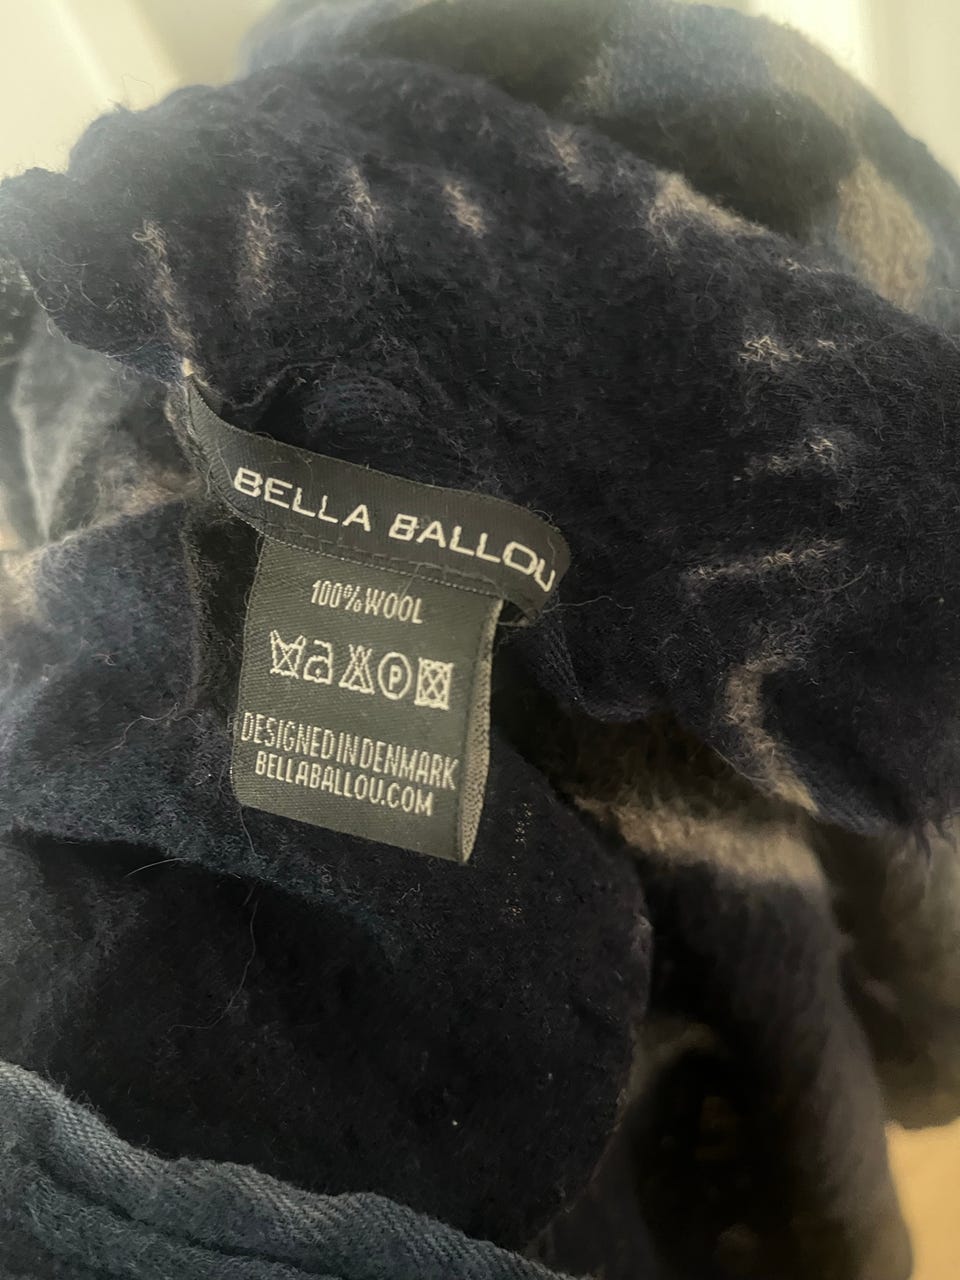 BELLA BALLOU
100% WOOL
P
DESIGNED IN DENMARK
BELLABALLOU.COM